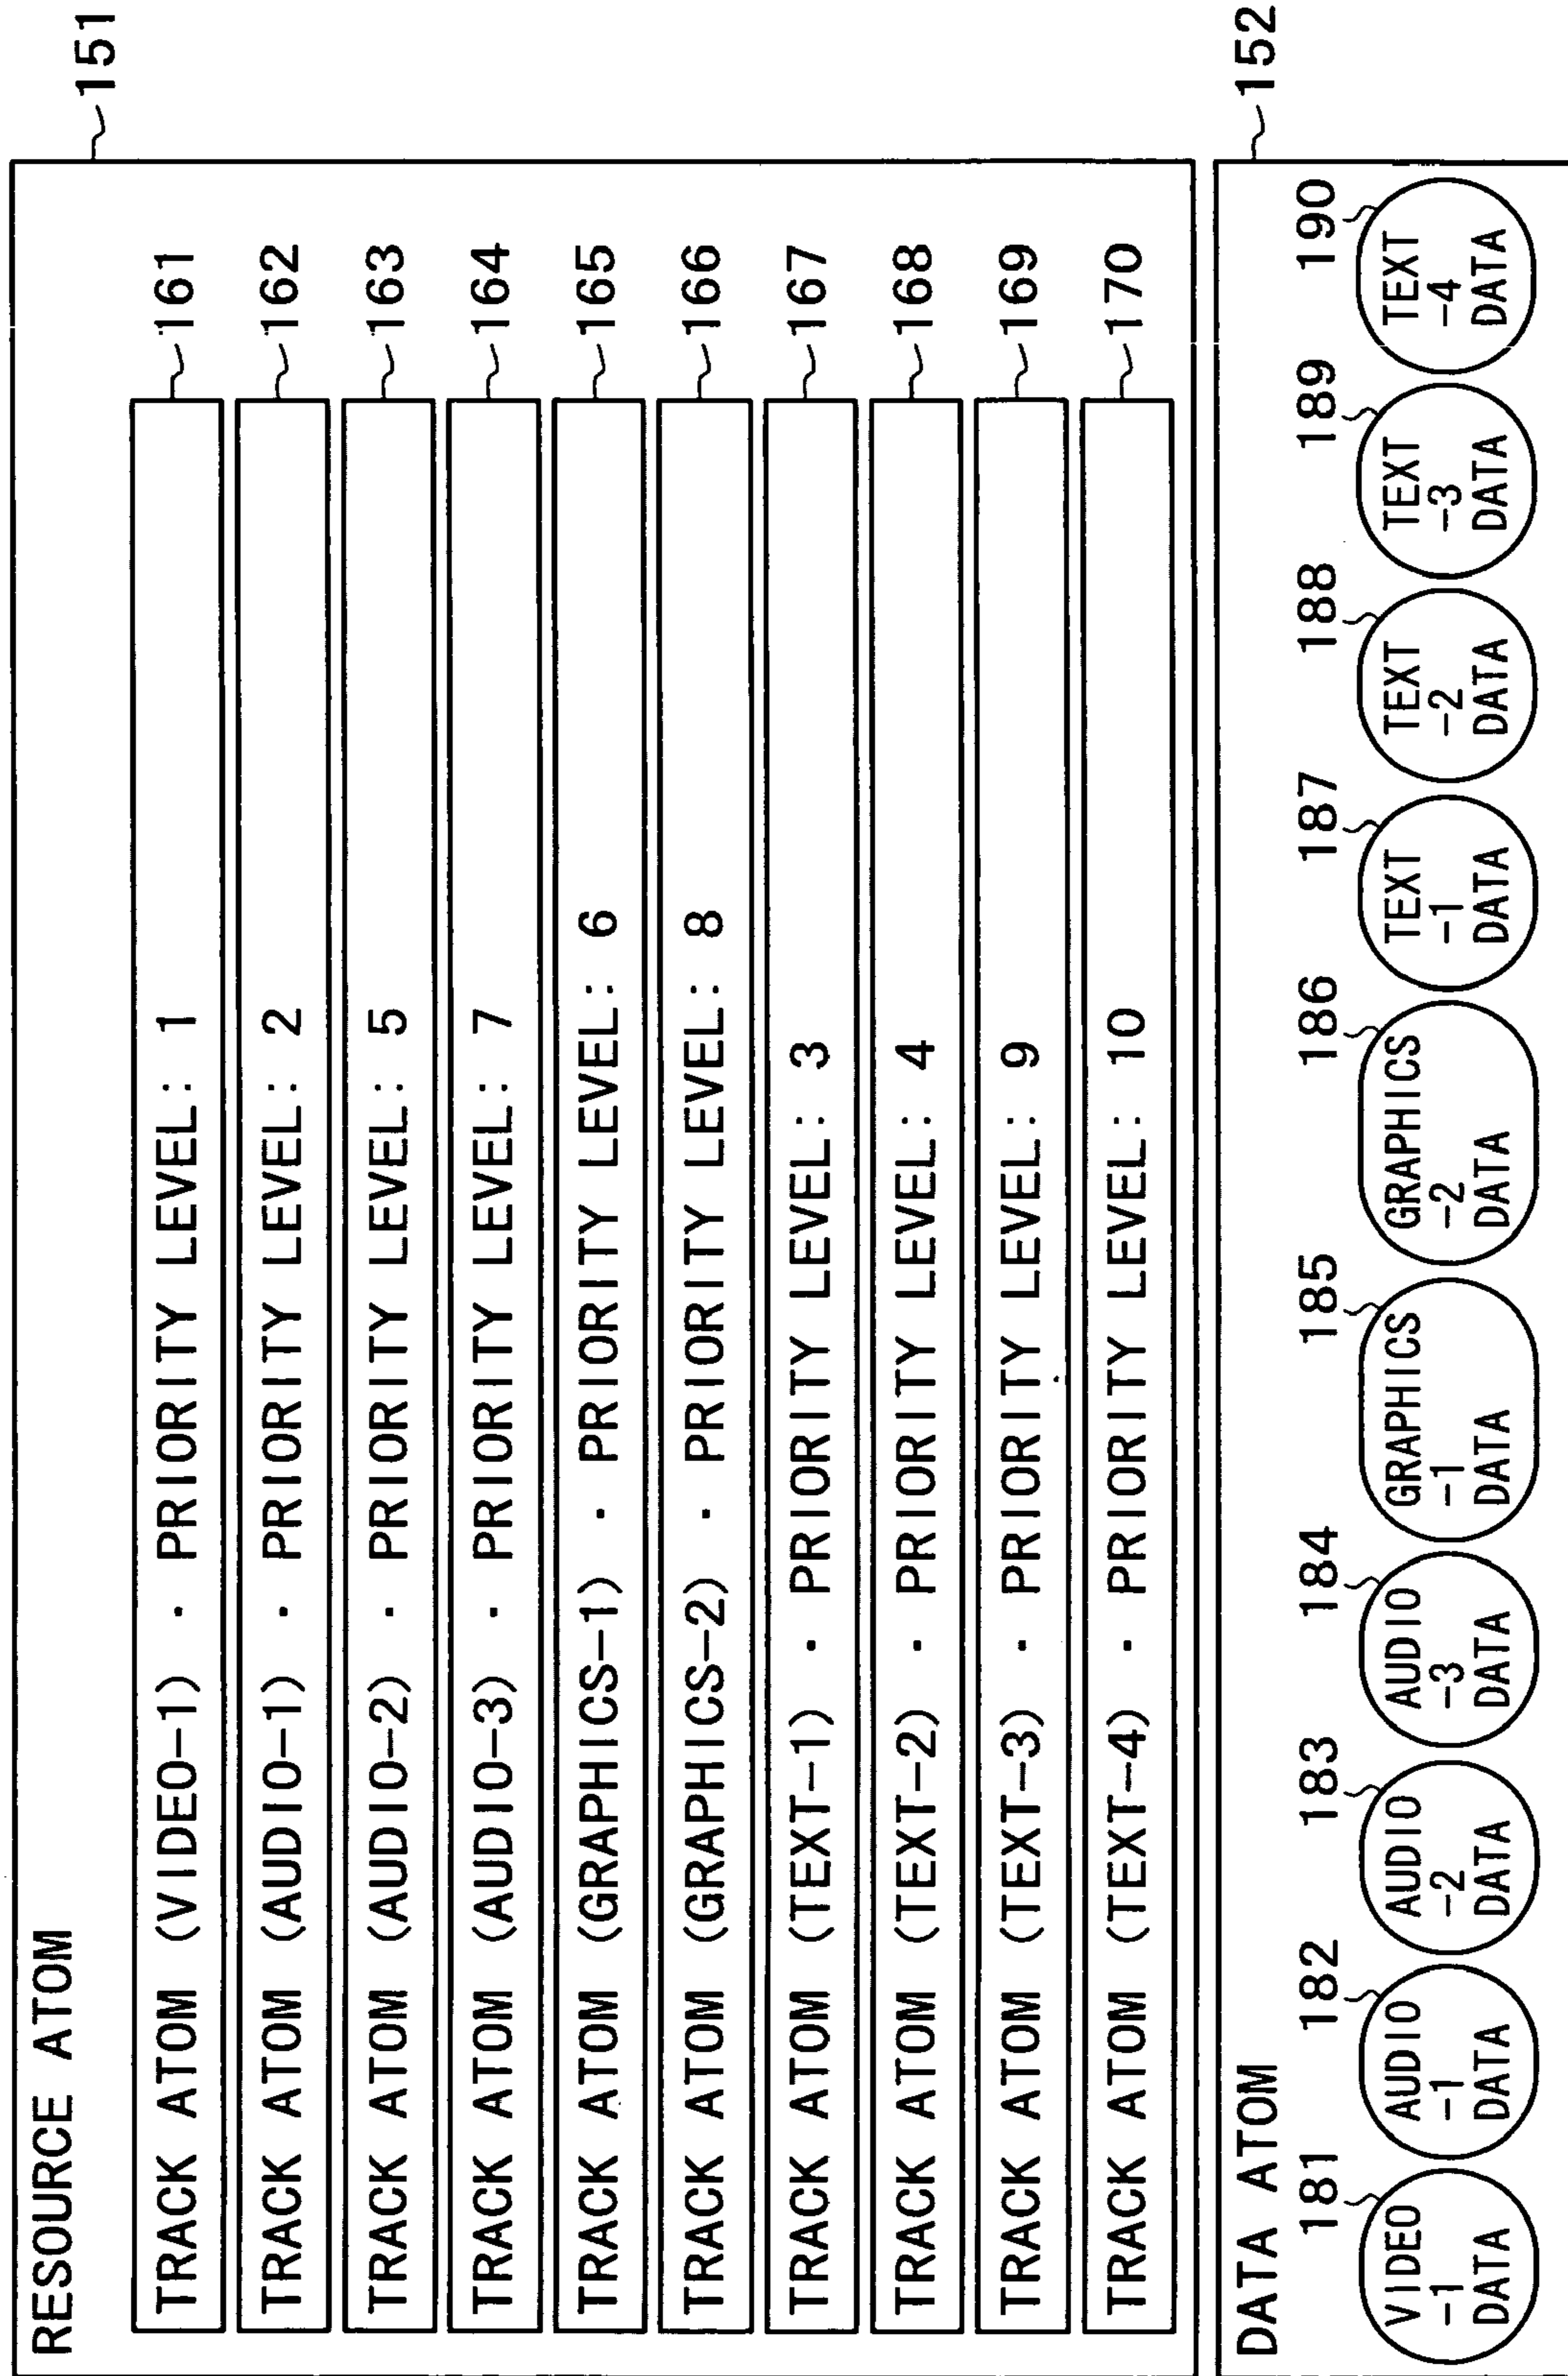 RESOURCE ATOM
151
TRACK ATOM (VIDEO-1) · PRIORITY LEVEL: 1
161
TRACK ATOM (AUDIO-1) · PRIORITY LEVEL: 2
162
TRACK ATOM (AUDIO-2) · PRIORITY LEVEL: 5
163
TRACK ATOM (AUDIO-3) · PRIORITY LEVEL: 7
164
TRACK ATOM (GRAPHICS-1) · PRIORITY LEVEL: 6
165
TRACK ATOM (GRAPHICS-2) · PRIORITY LEVEL: 8
166
TRACK ATOM (TEXT-1) · PRIORITY LEVEL: 3
167
TRACK ATOM (TEXT-2) · PRIORITY LEVEL: 4
168
TRACK ATOM (TEXT-3) · PRIORITY LEVEL: 9
169
TRACK ATOM (TEXT-4) · PRIORITY LEVEL: 10
170
DATA ATOM
152
181
VIDEO
-1
DATA
182
AUDIO
-1
DATA
183
AUDIO
-2
DATA
184
AUDIO
-3
DATA
185
GRAPHICS
-1
DATA
186
GRAPHICS
-2
DATA
187
TEXT
-1
DATA
188
TEXT
-2
DATA
189
TEXT
-3
DATA
190
TEXT
-4
DATA